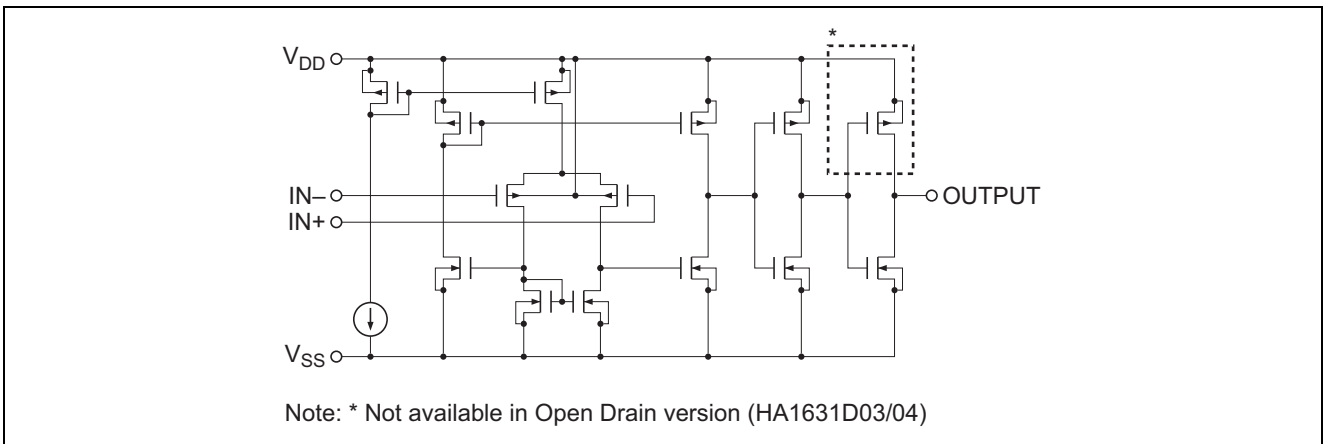 *
VDD
IN–
IN+
OUTPUT
VSS
Note: * Not available in Open Drain version (HA1631D03/04)